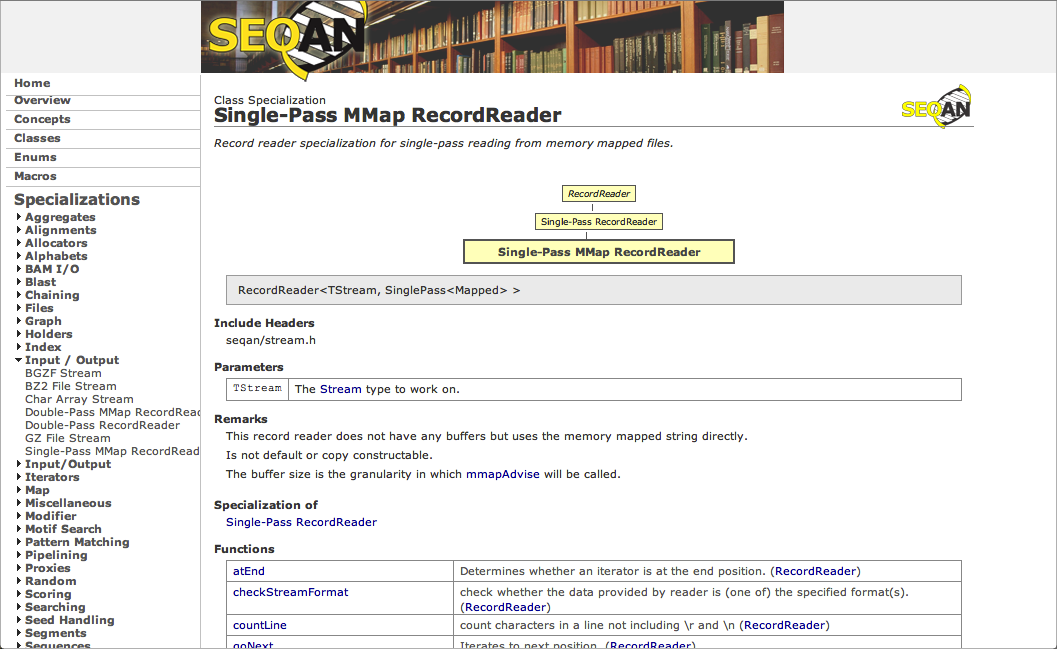 SEQAN
Home
Overview
Concepts
Classes
Enums
Macros
Specializations
Aggregates
Alignments
Allocators
Alphabets
BAM I/O
Blast
Chaining
Files
Graph
Holders
Index
Input / Output
BGZF Stream
BZ2 File Stream
Char Array Stream
Double-Pass MMap RecordReac
Double-Pass RecordReader
GZ File Stream
Single-Pass MMap RecordRead
Input/Output
Iterators
Map
Miscellaneous
Modifier
Motif Search
Pattern Matching
Pipelining
Proxies
Random
Scoring
Searching
Seed Handling
Segments
Sequences
Class Specialization
Single-Pass MMap RecordReader
SEQAN
Record reader specialization for single-pass reading from memory mapped files.
RecordReader
Single-Pass RecordReader
Single-Pass MMap RecordReader
RecordReader<TStream, SinglePass<Mapped> >
Include Headers
seqan/stream.h
Parameters
TStream The Stream type to work on.
Remarks
This record reader does not have any buffers but uses the memory mapped string directly.
Is not default or copy constructable.
The buffer size is the granularity in which mmapAdvise will be called.
Specialization of
Single-Pass RecordReader
Functions
atEnd Determines whether an iterator is at the end position. (RecordReader)
checkStreamFormat check whether the data provided by reader is (one of) the specified format(s).
(RecordReader)
countLine count characters in a line not including \r and \n (RecordReader)
goNext Iterates to next position. (RecordReader)